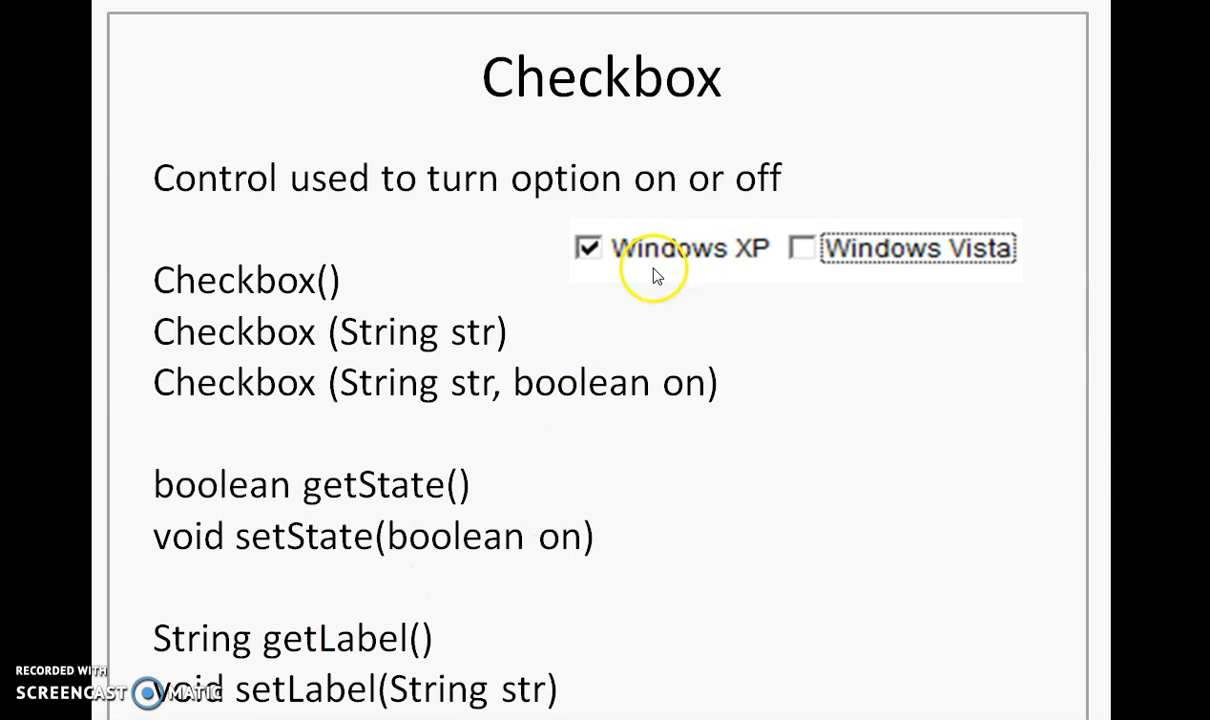 Checkbox
Control used to turn option on or off
Windows XP Windows Vista
Checkbox()
Checkbox (String str)
Checkbox (String str, boolean on)
boolean getState()
void setState(boolean on)
String getLabel()
void setLabel(String str)
RECORDED WITH
SCREENCAST MATIC